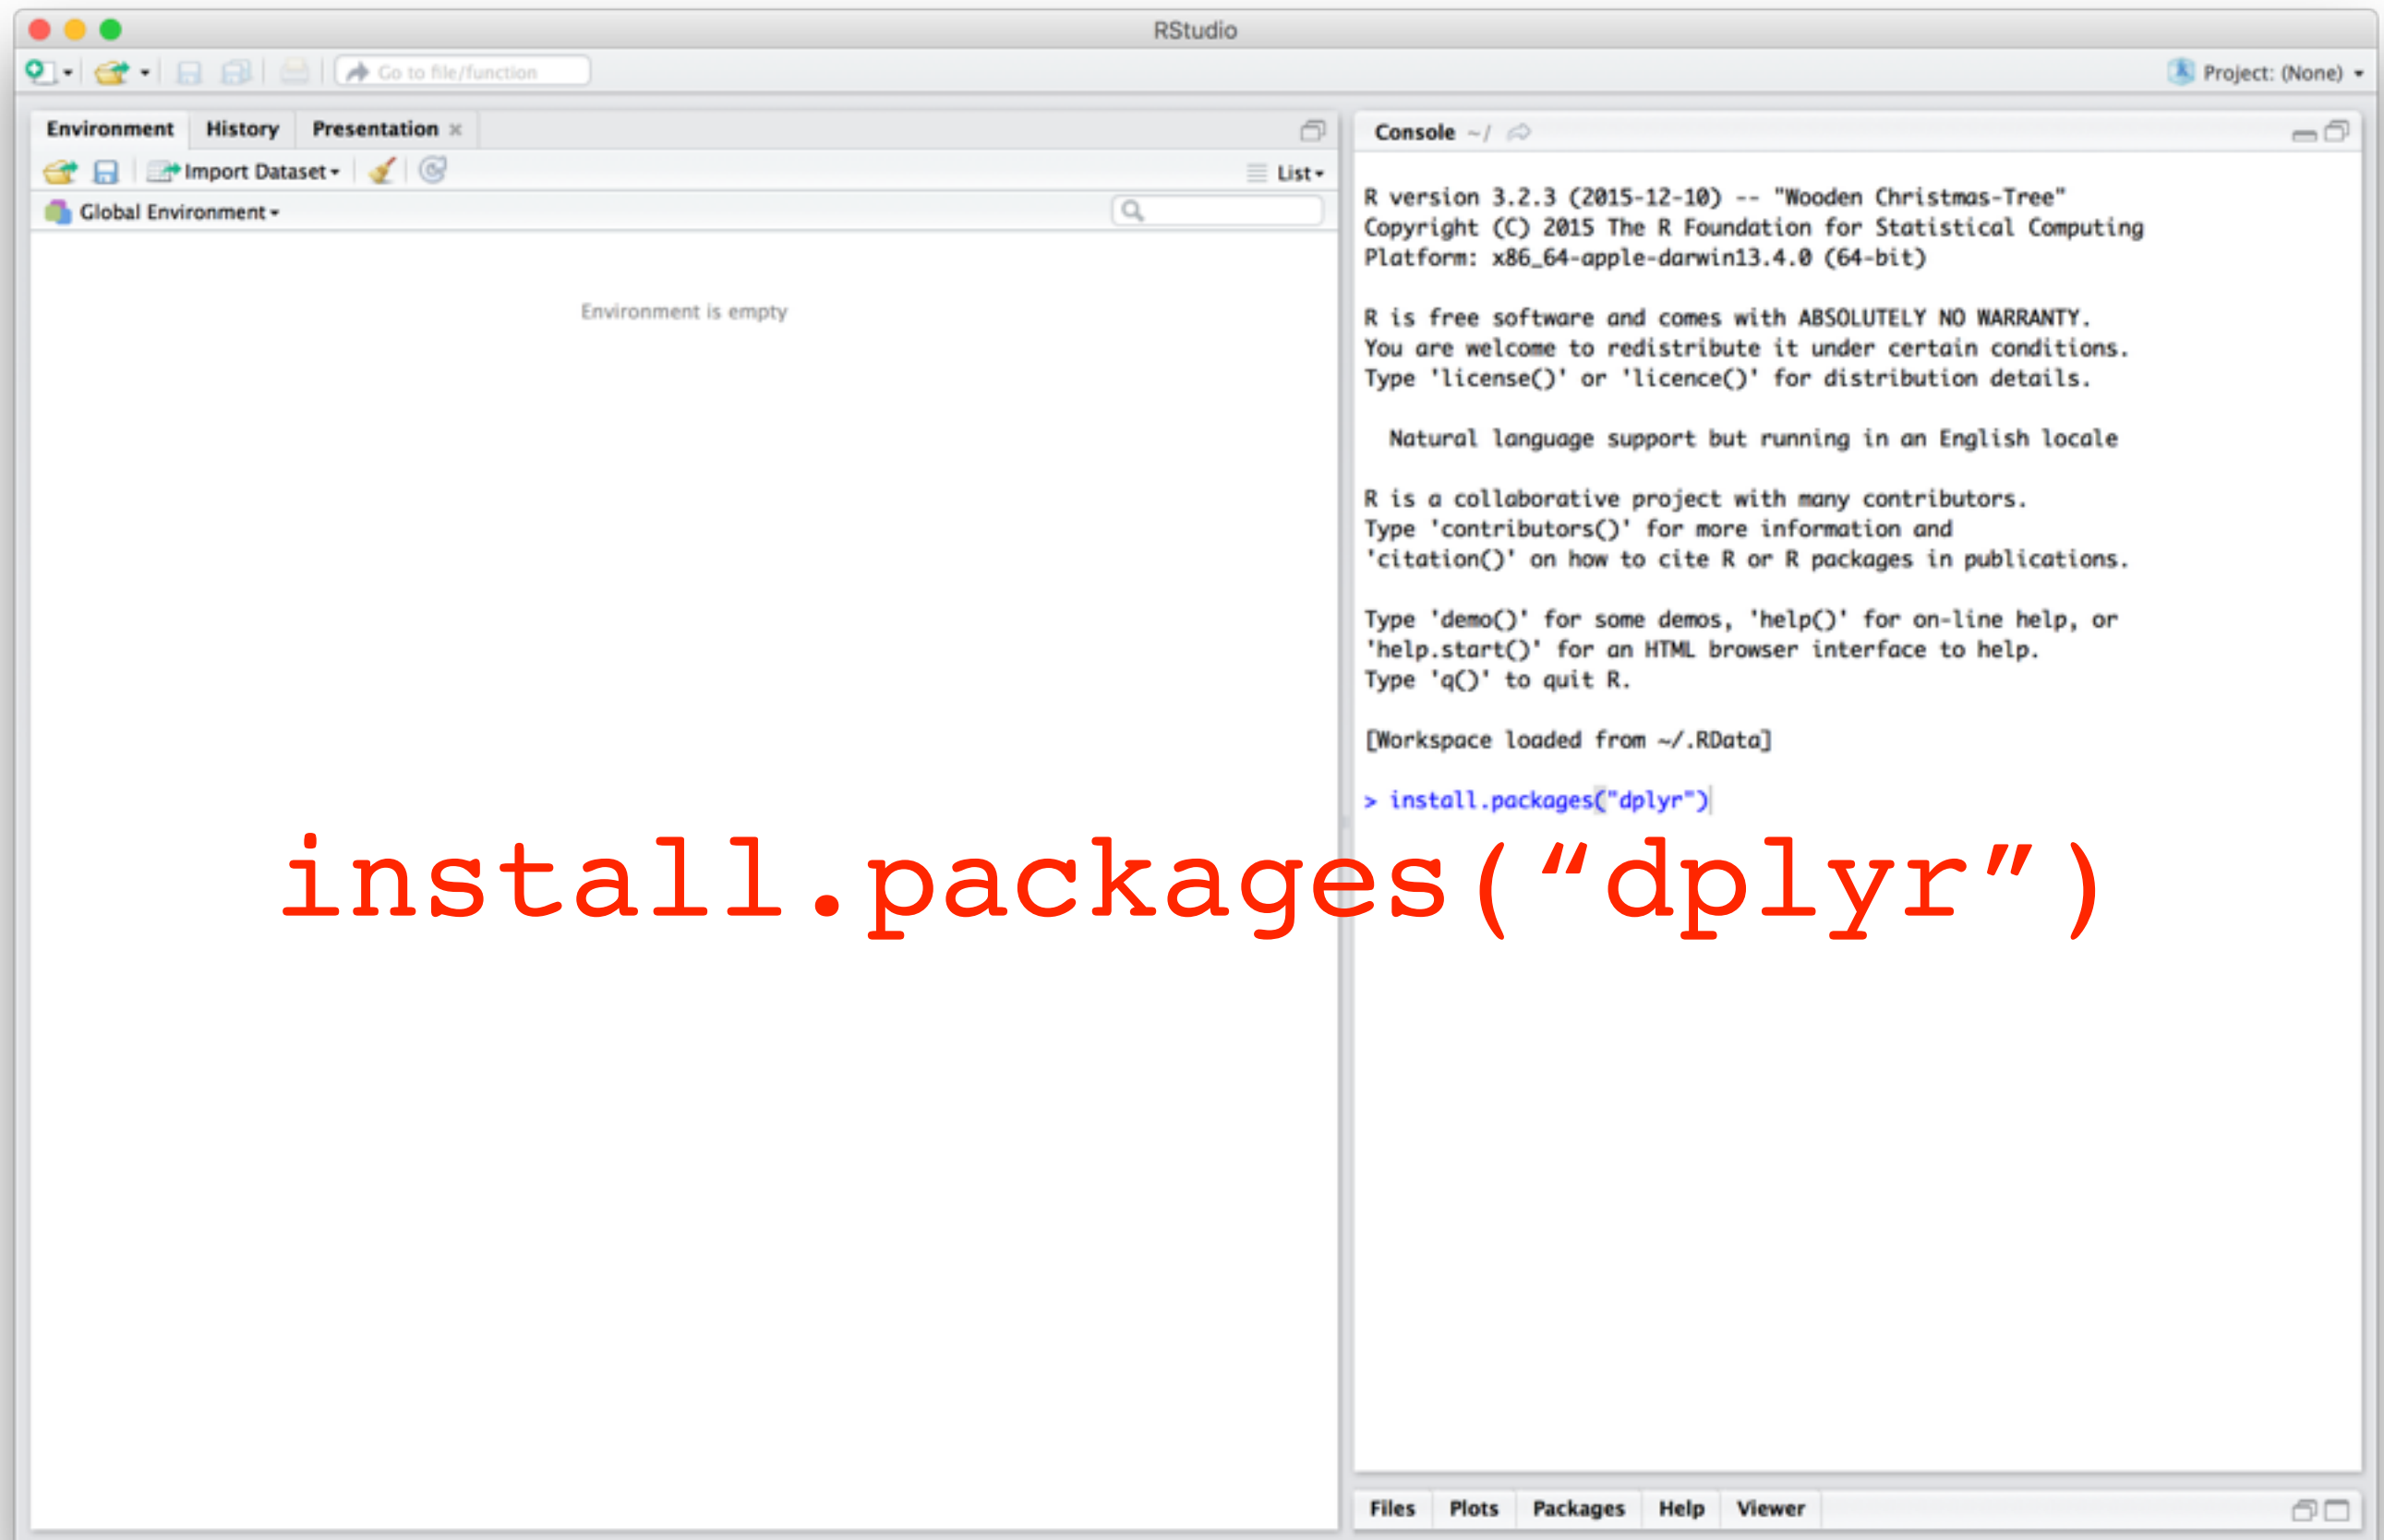 RStudio
Go to file/function
Project: (None)
Environment History Presentation
Import Dataset
List
Global Environment
Environment is empty
Console ~/
R version 3.2.3 (2015-12-10) -- "Wooden Christmas-Tree"
Copyright (C) 2015 The R Foundation for Statistical Computing
Platform: x86_64-apple-darwin13.4.0 (64-bit)
R is free software and comes with ABSOLUTELY NO WARRANTY.
You are welcome to redistribute it under certain conditions.
Type 'license()' or 'licence()' for distribution details.
Natural language support but running in an English locale
R is a collaborative project with many contributors.
Type 'contributors()' for more information and
'citation()' on how to cite R or R packages in publications.
Type 'demo()' for some demos, 'help()' for on-line help, or
'help.start()' for an HTML browser interface to help.
Type 'q()' to quit R.
[Workspace loaded from ~/.RData]
> install.packages("dplyr")
install.packages(“dplyr”)
Files Plots Packages Help Viewer